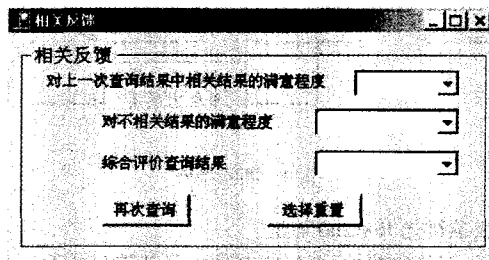 相关反馈
相关反馈
对上一次查询结果中相关结果的满意程度
对不相关结果的满意程度
综合评价查询结果
再次查询 选择重置